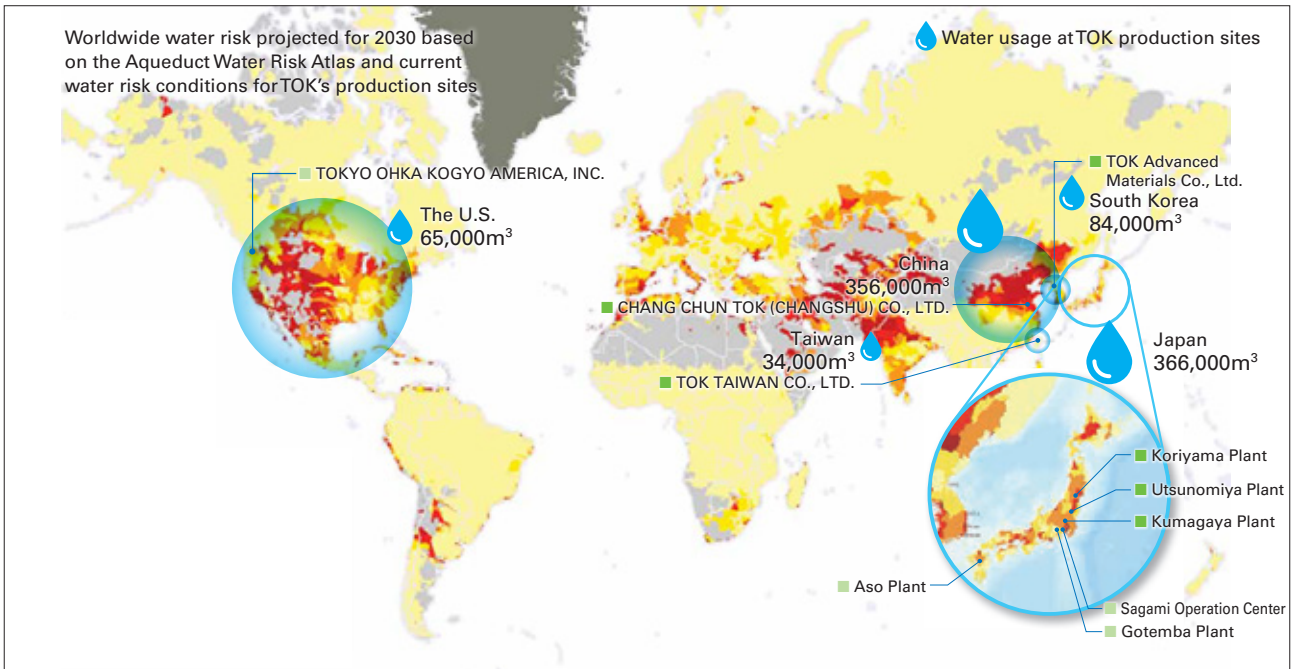 Worldwide water risk projected for 2030 based
on the Aqueduct Water Risk Atlas and current
water risk conditions for TOK's production sites
Water usage at TOK production sites
TOKYO OHKA KOGYO AMERICA, INC.
The U.S.
65,000m³
TOK Advanced
Materials Co., Ltd.
South Korea
84,000m³
China
356,000m³
CHANG CHUN TOK (CHANGSHU) CO., LTD.
Taiwan
34,000m³
TOK TAIWAN CO., LTD.
Japan
366,000m³
Koriyama Plant
Utsunomiya Plant
Kumagaya Plant
Aso Plant
Sagami Operation Center
Gotemba Plant